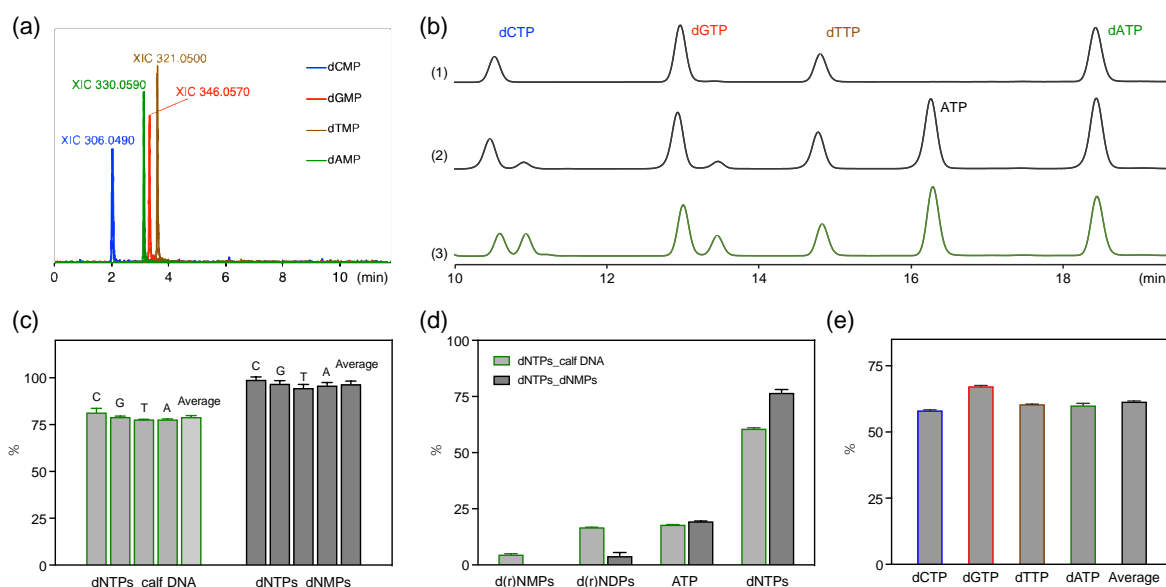 (a)
XIC 321.0500
XIC 330.0590
XIC 346.0570
XIC 306.0490
dCMP
dGMP
dTMP
dAMP
0 2 4 6 8 10 (min)
(b)
dCTP dGTP dTTP dATP
(1)
ATP
(2)
(3)
10 12 14 16 18 (min
(c)
100
75
50
25
%
C G T A Average
C G T A Average
dNTPs_calf DNA dNTPs_dNMPs
(d)
100
75
50
25
0
%
dNTPs_calf DNA
dNTPs_dNMPs
d(r)NMPs d(r)NDPs ATP dNTPs
(e)
75
50
25
0
%
dCTP dGTP dTTP dATP Average